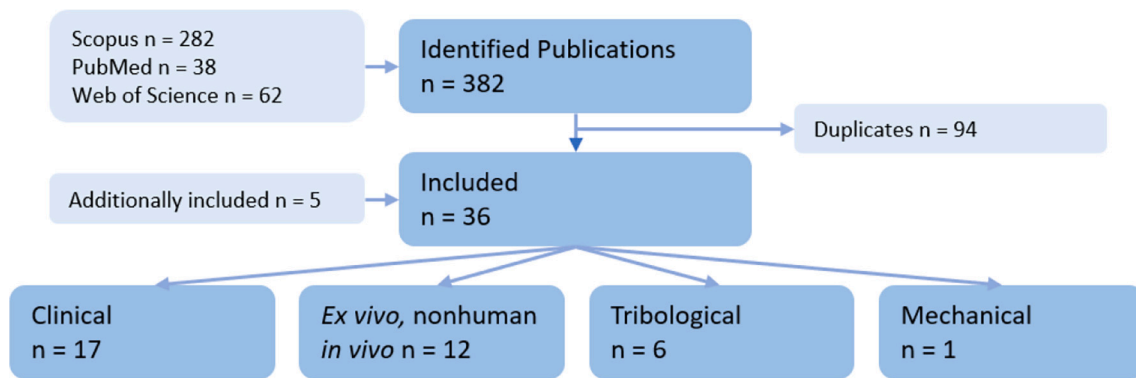 Scopus n = 282
PubMed n = 38
Web of Science n = 62
Identified Publications
n = 382
Duplicates n = 94
Additionally included n = 5
Included
n = 36
Clinical
n = 17
Ex vivo, nonhuman
in vivo n = 12
Tribological
n = 6
Mechanical
n = 1